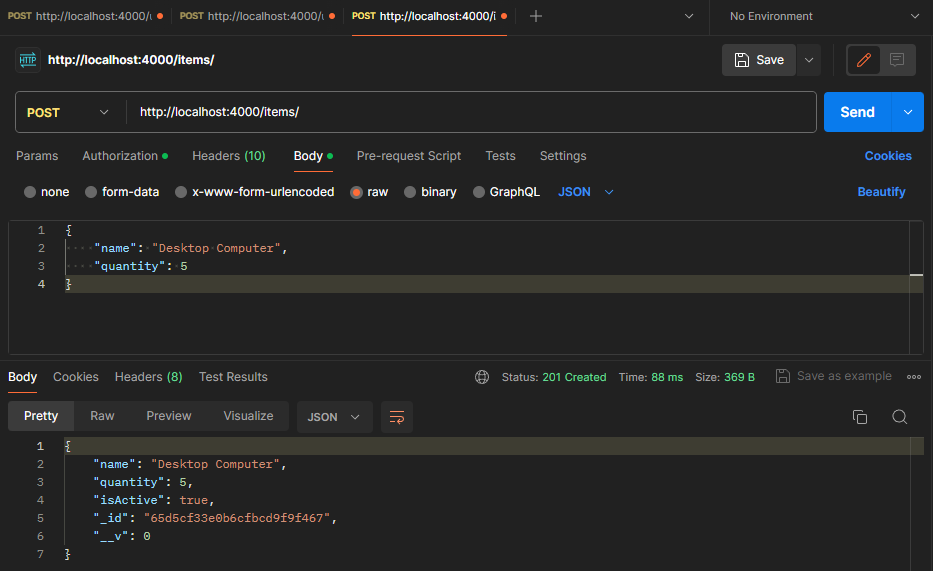 POST http://localhost:4000/ POST http://localhost:4000/ POST http://localhost:4000/i No Environment
HTTP http://localhost:4000/items/ Save
POST http://localhost:4000/items/ Send
Params Authorization Headers (10) Body Pre-request Script Tests Settings Cookies
none form-data x-www-form-urlencoded raw binary GraphQL JSON Beautify
1 {
2 "name": "Desktop Computer",
3 "quantity": 5
4 }
Body Cookies Headers (8) Test Results Status: 201 Created Time: 88 ms Size: 369 B Save as example
Pretty Raw Preview Visualize JSON
1 {
2 "name": "Desktop Computer",
3 "quantity": 5,
4 "isActive": true,
5 "_id": "65d5cf33e0b6cfbcd9f9f467",
6 "__v": 0
7 }